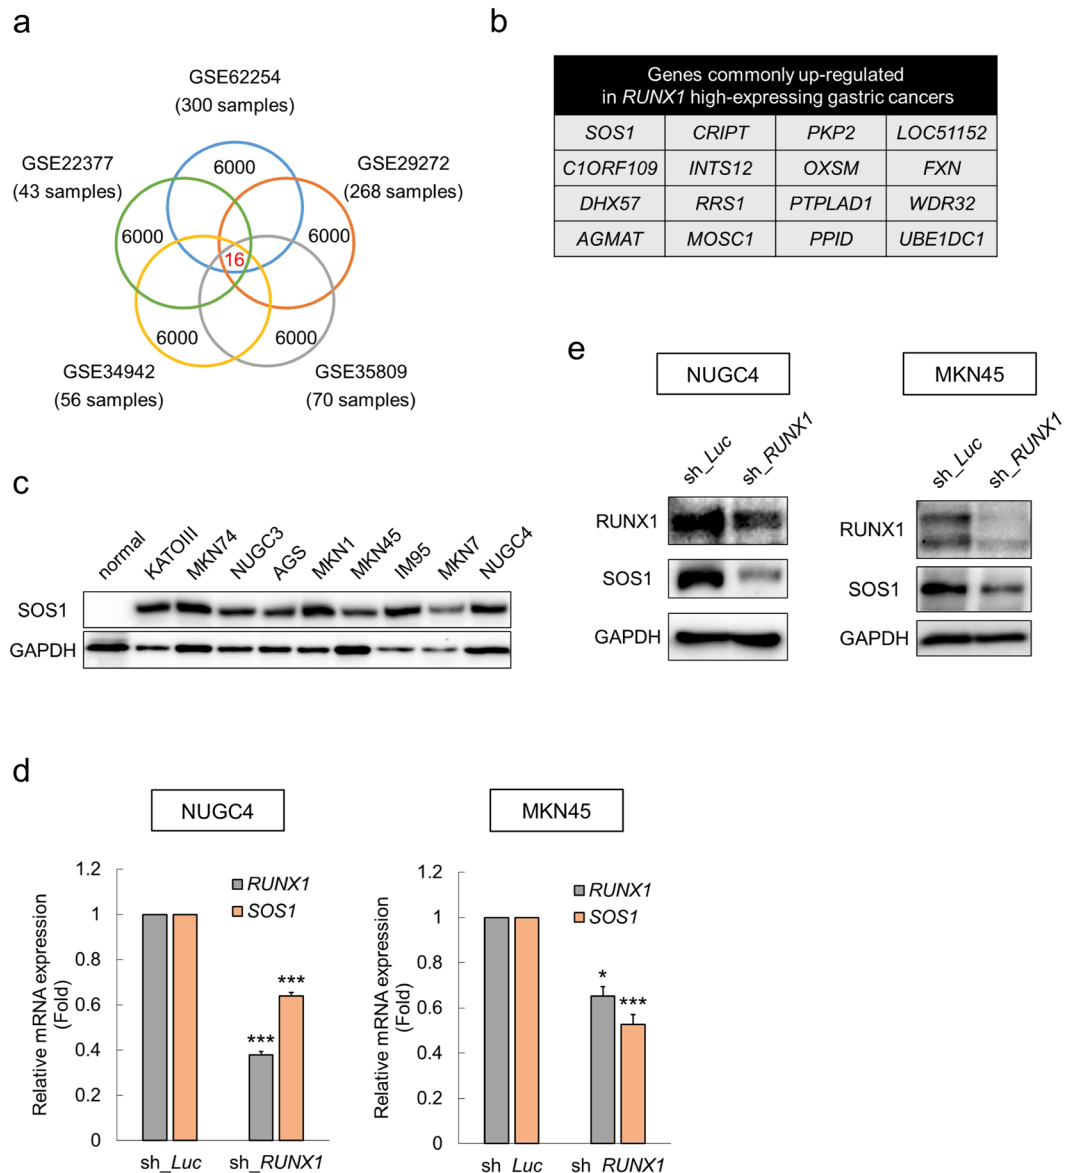 a
GSE62254
(300 samples)
GSE22377
(43 samples)
GSE29272
(268 samples)
6000
6000
6000
16
6000
6000
GSE34942
(56 samples)
GSE35809
(70 samples)
b
Genes commonly up-regulated
in RUNX1 high-expressing gastric cancers
SOS1 CRIPT PKP2 LOC51152
C1ORF109 INTS12 OXSM FXN
DHX57 RRS1 PTPLAD1 WDR32
AGMAT MOSC1 PPID UBE1DC1
c
normal KATOIII MKN74 NUGC3 AGS MKN1 MKN45 IM95 MKN7 NUGC4
SOS1
GAPDH
e
NUGC4
sh_Luc sh_RUNX1
RUNX1
SOS1
GAPDH
MKN45
sh_Luc sh_RUNX1
RUNX1
SOS1
GAPDH
d
NUGC4
Relative mRNA expression
(Fold)
1.2
1
0.8
0.6
0.4
0.2
0
RUNX1
SOS1
***
***
sh_Luc sh_RUNX1
MKN45
Relative mRNA expression
(Fold)
1.2
1
0.8
0.6
0.4
0.2
0
RUNX1
SOS1
*
***
sh Luc sh RUNX1